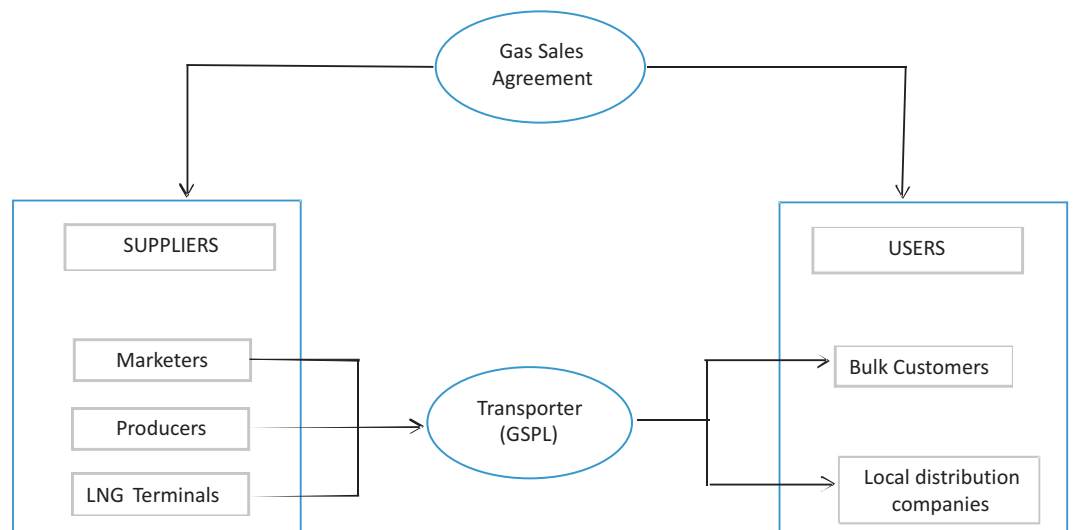 Gas Sales
Agreement
SUPPLIERS
USERS
Marketers
Producers
LNG Terminals
Transporter
(GSPL)
Bulk Customers
Local distribution
companies